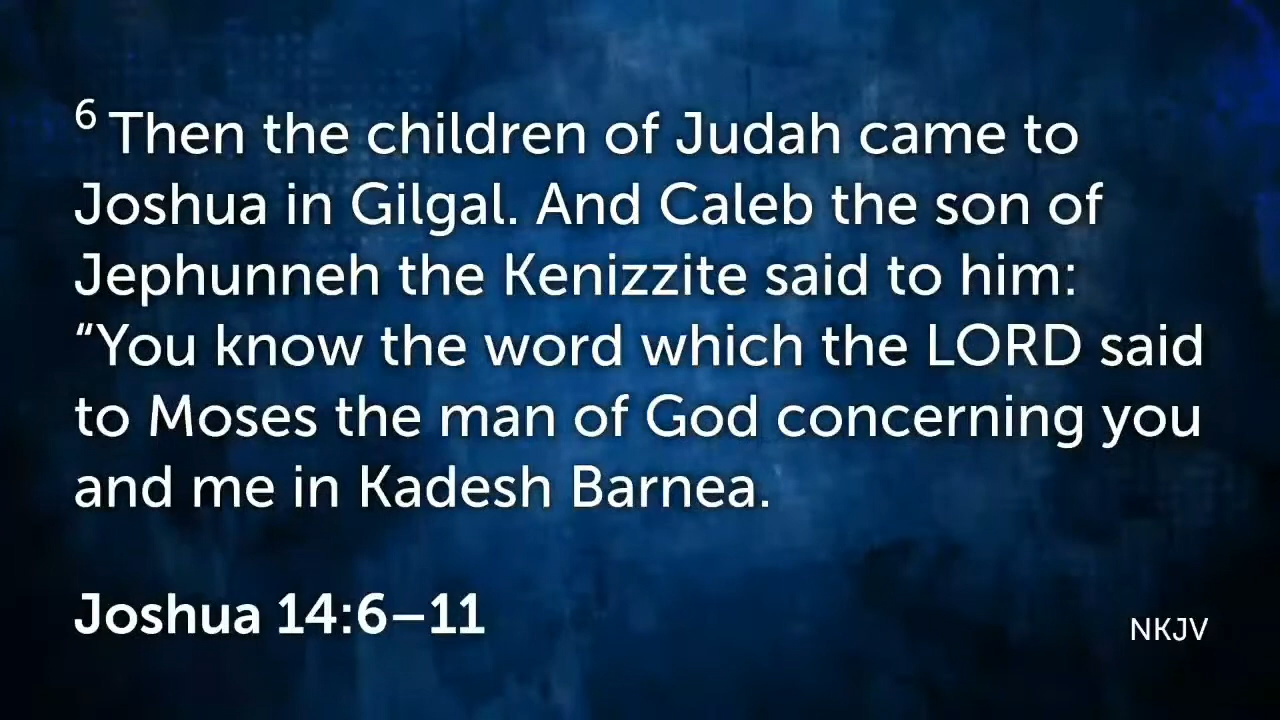 6 Then the children of Judah came to
Joshua in Gilgal. And Caleb the son of
Jephunneh the Kenizzite said to him:
“You know the word which the LORD said
to Moses the man of God concerning you
and me in Kadesh Barnea.
Joshua 14:6–11
NKJV